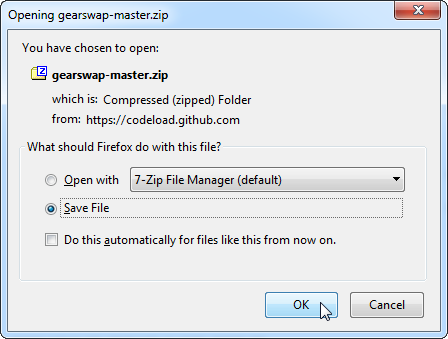 Opening gearswap-master.zip
You have chosen to open:
gearswap-master.zip
which is: Compressed (zipped) Folder
from: https://codeload.github.com
What should Firefox do with this file?
Open with 7-Zip File Manager (default)
Save File
Do this automatically for files like this from now on.
OK Cancel